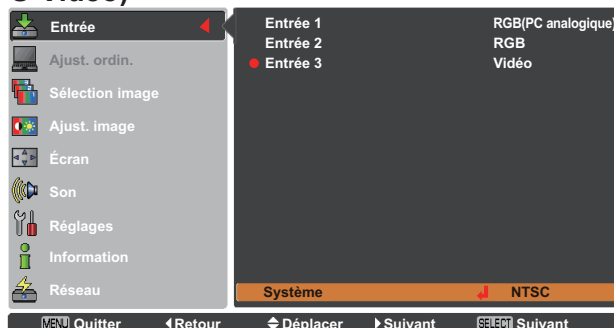 Entrée
Ajust. ordin.
Sélection image
Ajust. image
Écran
Son
Réglages
Information
Réseau
Entrée 1 RGB(PC analogique)
Entrée 2 RGB
Entrée 3 Vidéo
Système NTSC
MENU Quitter Retour Déplacer Suivant SELECT Suivant